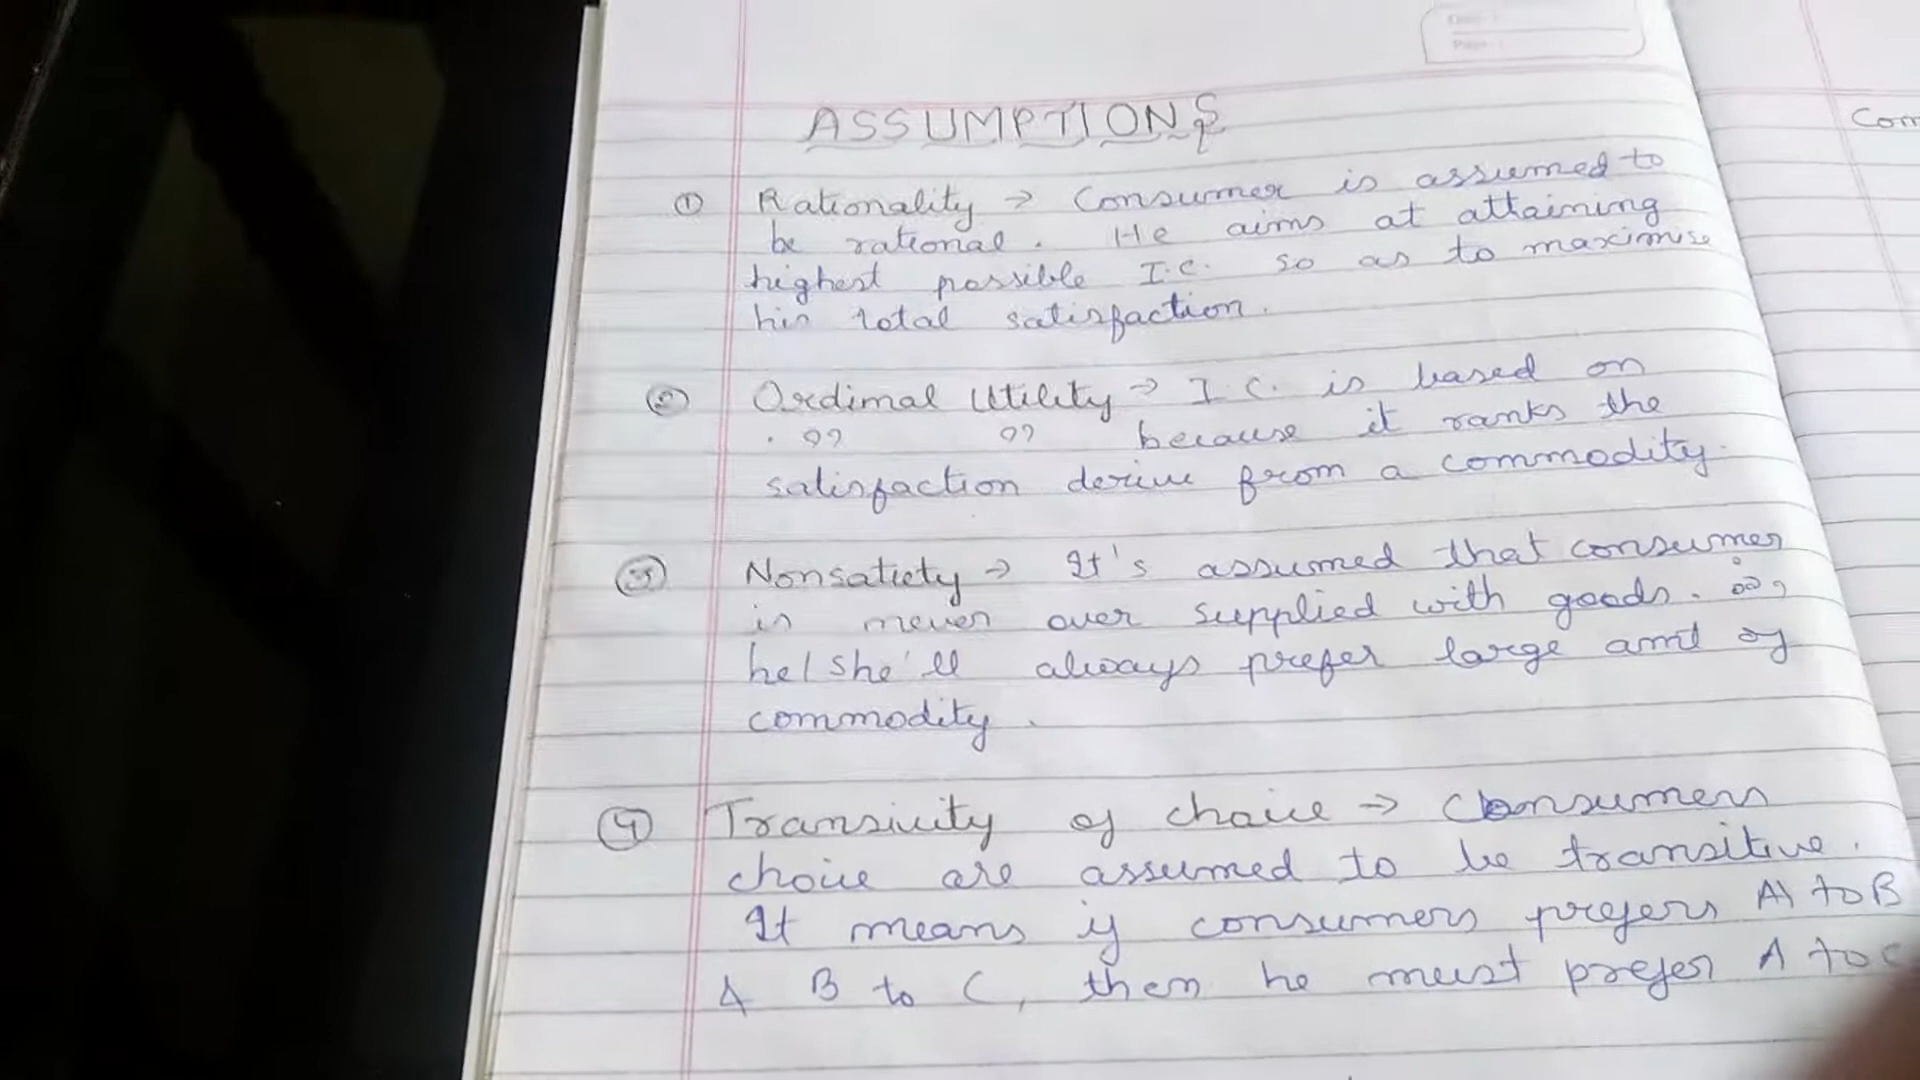 ASSUMPTIONS
① Rationality → Consumer is assumed to
be rational. He aims at attaining
highest possible I.C. so as to maximise
his total satisfaction.
② Ordinal Utility → I.C. is based on
" " because it ranks the
satisfaction derive from a commodity.
③ Nonsatiety → It's assumed that consumer
is never over supplied with goods.
he/she'll always prefer large amt of
commodity.
④ Transivity of choice → Consumers
choice are assumed to be transitive.
It means if consumers prefers A to B
& B to C, then he must prefer A to C
Com